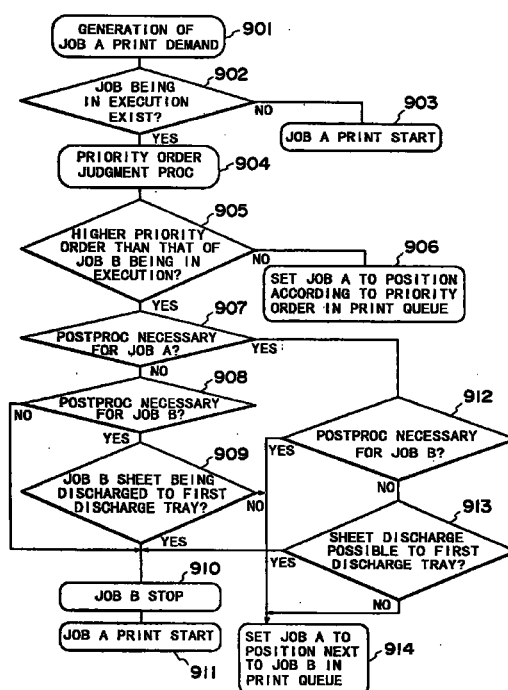 GENERATION OF
JOB A PRINT DEMAND
901
902
JOB BEING
IN EXECUTION
EXIST?
NO
903
JOB A PRINT START
YES
PRIORITY ORDER
JUDGMENT PROC
904
905
HIGHER PRIORITY
ORDER THAN THAT OF
JOB B BEING IN
EXECUTION?
NO
906
SET JOB A TO POSITION
ACCORDING TO PRIORITY
ORDER IN PRINT QUEUE
YES
907
POSTPROC NECESSARY
FOR JOB A?
YES
NO
908
NO
POSTPROC NECESSARY
FOR JOB B?
912
POSTPROC NECESSARY
FOR JOB B?
YES
YES
909
JOB B SHEET BEING
DISCHARGED TO FIRST
DISCHARGE TRAY?
NO
NO
913
SHEET DISCHARGE
POSSIBLE TO FIRST
DISCHARGE TRAY?
YES
YES
NO
910
JOB B STOP
JOB A PRINT START
911
SET JOB A TO
POSITION NEXT
TO JOB B IN
PRINT QUEUE
914